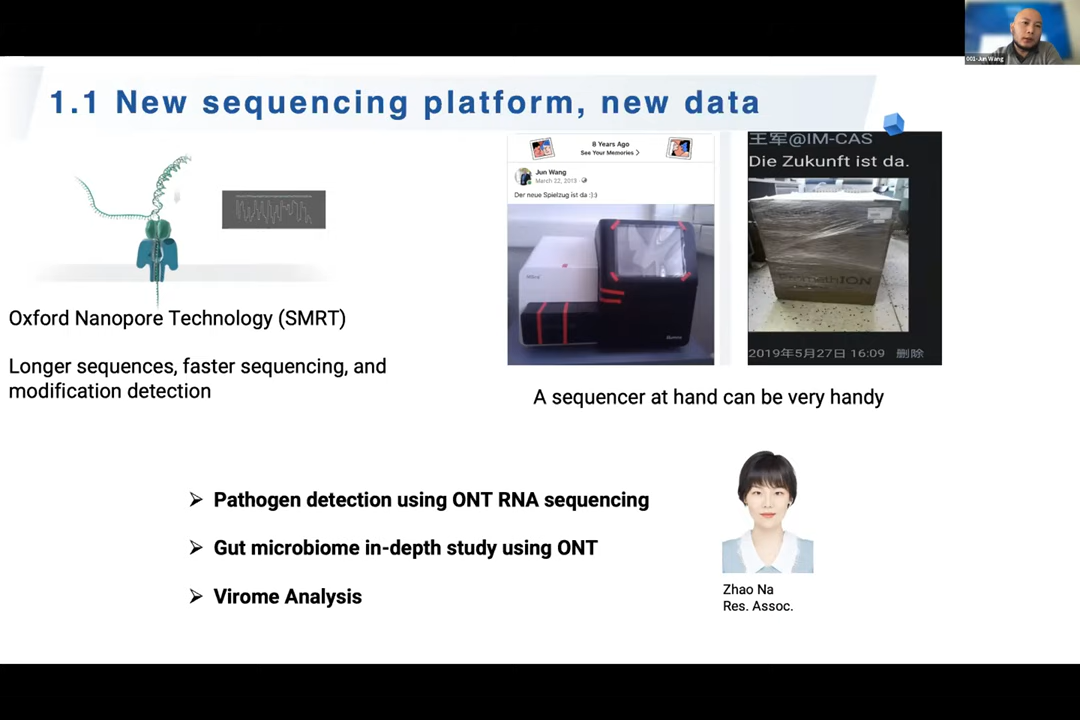 001-Jun Wang
1.1 New sequencing platform, new data
8 Years Ago
See Your Memories >
Jun Wang
March 22, 2013
Der neue Spielzug ist da :):)
王军@IM-CAS
Die Zukunft ist da.
2019年5月27日 16:09 删除
Oxford Nanopore Technology (SMRT)
Longer sequences, faster sequencing, and
modification detection
A sequencer at hand can be very handy
➢ Pathogen detection using ONT RNA sequencing
➢ Gut microbiome in-depth study using ONT
➢ Virome Analysis
Zhao Na
Res. Assoc.